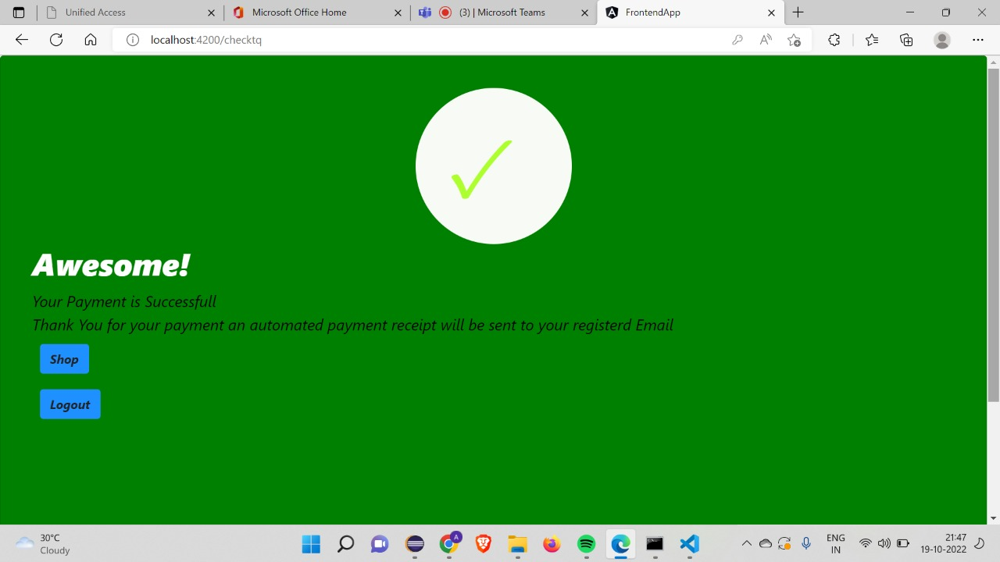 Unified Access
Microsoft Office Home
(3) | Microsoft Teams
FrontendApp
localhost:4200/checktq
Awesome!
Your Payment is Successfull
Thank You for your payment an automated payment receipt will be sent to your registerd Email
Shop
Logout
30°C
Cloudy
A
ENG
IN
21:47
19-10-2022